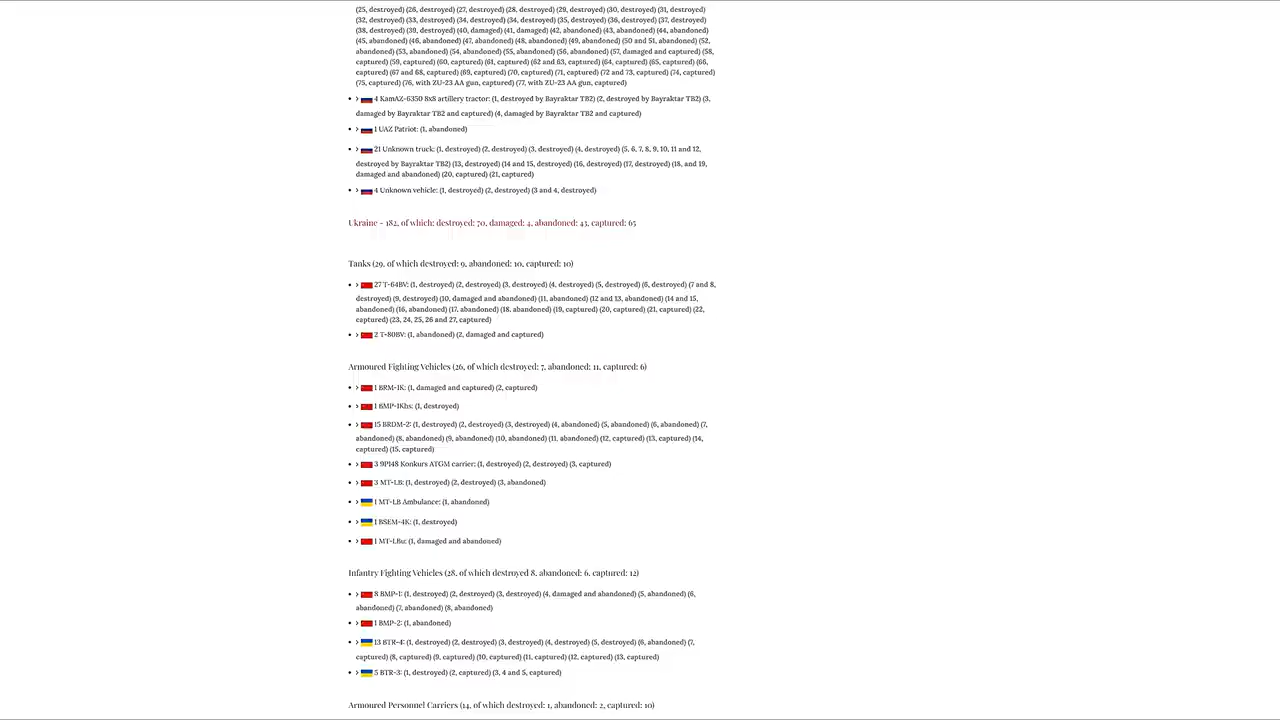 (25, destroyed) (26, destroyed) (27, destroyed) (28, destroyed) (29, destroyed) (30, destroyed) (31, destroyed)
(32, destroyed) (33, destroyed) (34, destroyed) (34, destroyed) (35, destroyed) (36, destroyed) (37, destroyed)
(38, destroyed) (39, destroyed) (40, damaged) (41, damaged) (42, abandoned) (43, abandoned) (44, abandoned)
(45, abandoned) (46, abandoned) (47, abandoned) (48, abandoned) (49, abandoned) (50 and 51, abandoned) (52,
abandoned) (53, abandoned) (54, abandoned) (55, abandoned) (56, abandoned) (57, damaged and captured) (58,
captured) (59, captured) (60, captured) (61, captured) (62 and 63, captured) (64, captured) (65, captured) (66,
captured) (67 and 68, captured) (69, captured) (70, captured) (71, captured) (72 and 73, captured) (74, captured)
(75, captured) (76, with ZU-23 AA gun, captured) (77, with ZU-23 AA gun, captured)
4 KamAZ-6350 8x8 artillery tractor: (1, destroyed by Bayraktar TB2) (2, destroyed by Bayraktar TB2) (3,
damaged by Bayraktar TB2 and captured) (4, damaged by Bayraktar TB2 and captured)
1 UAZ Patriot: (1, abandoned)
21 Unknown truck: (1, destroyed) (2, destroyed) (3, destroyed) (4, destroyed) (5, 6, 7, 8, 9, 10, 11 and 12,
destroyed by Bayraktar TB2) (13, destroyed) (14 and 15, destroyed) (16, destroyed) (17, destroyed) (18, and 19,
damaged and abandoned) (20, captured) (21, captured)
4 Unknown vehicle: (1, destroyed) (2, destroyed) (3 and 4, destroyed)
Ukraine - 182, of which: destroyed: 70, damaged: 4, abandoned: 43, captured: 65
Tanks (29, of which destroyed: 9, abandoned: 10, captured: 10)
27 T-64BV: (1, destroyed) (2, destroyed) (3, destroyed) (4, destroyed) (5, destroyed) (6, destroyed) (7 and 8,
destroyed) (9, destroyed) (10, damaged and abandoned) (11, abandoned) (12 and 13, abandoned) (14 and 15,
abandoned) (16, abandoned) (17. abandoned) (18. abandoned) (19, captured) (20, captured) (21, captured) (22,
captured) (23, 24, 25, 26 and 27, captured)
2 T-80BV: (1, abandoned) (2, damaged and captured)
Armoured Fighting Vehicles (26, of which destroyed: 7, abandoned: 11, captured: 6)
1 BRM-1K: (1, damaged and captured) (2, captured)
1 BMP-1Khs: (1, destroyed)
15 BRDM-2: (1, destroyed) (2, destroyed) (3, destroyed) (4, abandoned) (5, abandoned) (6, abandoned) (7,
abandoned) (8, abandoned) (9, abandoned) (10, abandoned) (11, abandoned) (12, captured) (13, captured) (14,
captured) (15, captured)
3 9P148 Konkurs ATGM carrier: (1, destroyed) (2, destroyed) (3, captured)
3 MT-LB: (1, destroyed) (2, destroyed) (3, abandoned)
1 MT-LB Ambulance: (1, abandoned)
1 BSEM-4K: (1, destroyed)
1 MT-LBu: (1, damaged and abandoned)
Infantry Fighting Vehicles (28, of which destroyed 8, abandoned: 6, captured: 12)
8 BMP-1: (1, destroyed) (2, destroyed) (3, destroyed) (4, damaged and abandoned) (5, abandoned) (6,
abandoned) (7, abandoned) (8, abandoned)
1 BMP-2: (1, abandoned)
13 BTR-4: (1, destroyed) (2, destroyed) (3, destroyed) (4, destroyed) (5, destroyed) (6, abandoned) (7,
captured) (8, captured) (9, captured) (10, captured) (11, captured) (12, captured) (13, captured)
5 BTR-3: (1, destroyed) (2, captured) (3, 4 and 5, captured)
Armoured Personnel Carriers (14, of which destroyed: 1, abandoned: 2, captured: 10)